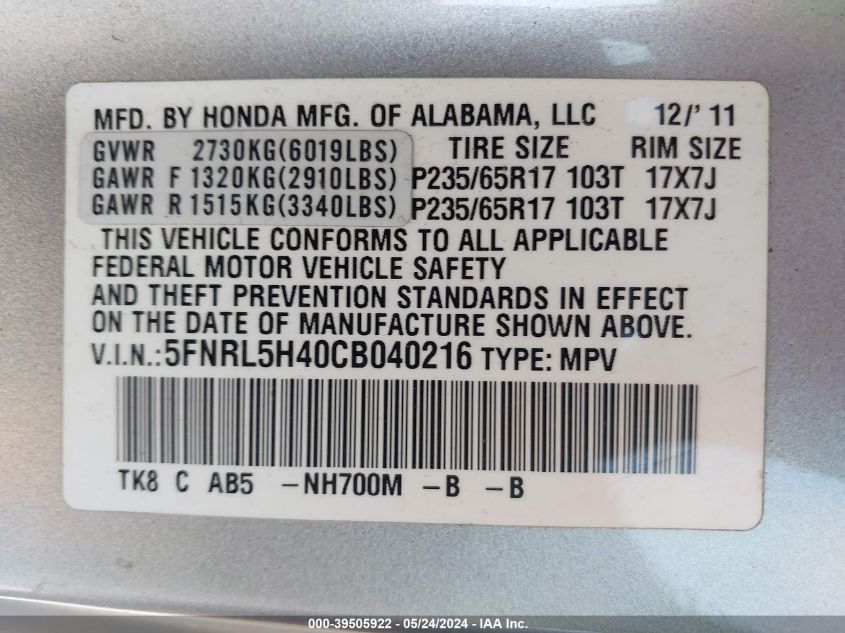 MFD. BY HONDA MFG. OF ALABAMA, LLC 12/' 11
GVWR 2730KG(6019LBS) TIRE SIZE RIM SIZE
GAWR F 1320KG(2910LBS) P235/65R17 103T 17X7J
GAWR R 1515KG(3340LBS) P235/65R17 103T 17X7J
THIS VEHICLE CONFORMS TO ALL APPLICABLE
FEDERAL MOTOR VEHICLE SAFETY
AND THEFT PREVENTION STANDARDS IN EFFECT
ON THE DATE OF MANUFACTURE SHOWN ABOVE.
V.I.N.:5FNRL5H40CB040216 TYPE: MPV
TK8 C AB5 –NH700M –B –B
000-39505922 - 05/24/2024 - IAA Inc.